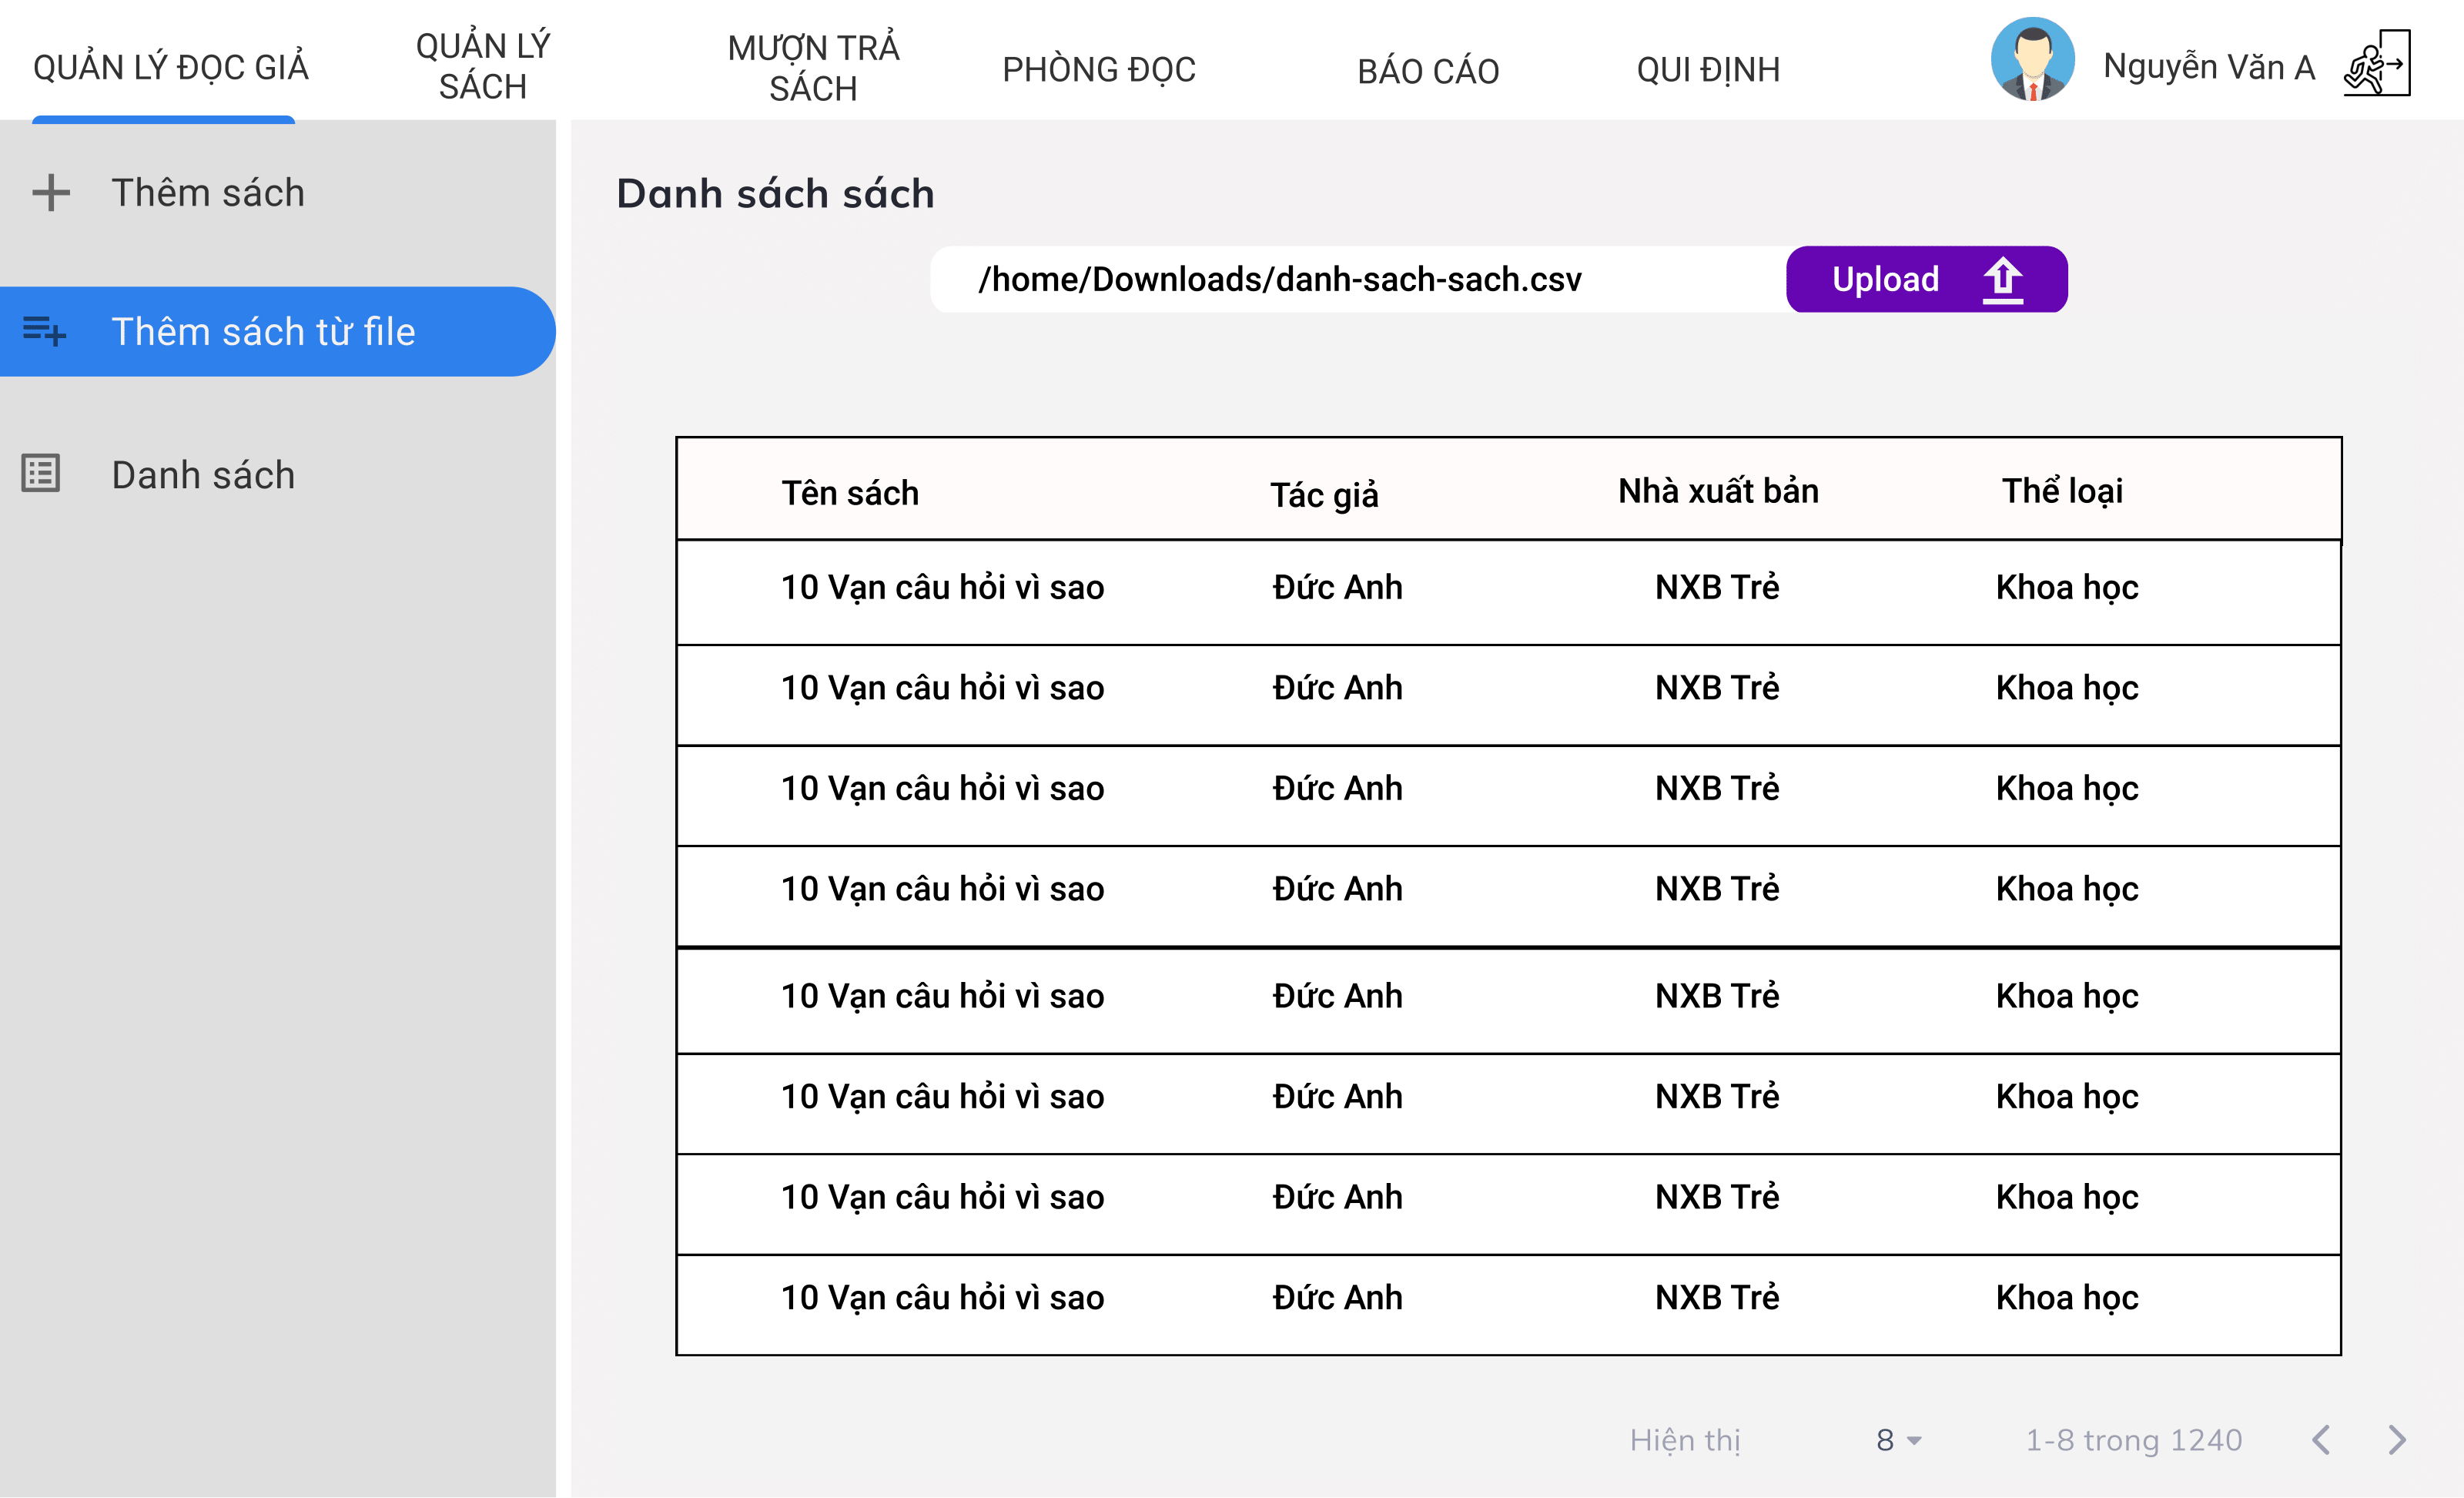 QUẢN LÝ ĐỌC GIẢ
QUẢN LÝ
SÁCH
MƯỢN TRẢ
SÁCH
PHÒNG ĐỌC
BÁO CÁO
QUI ĐỊNH
Nguyễn Văn A
Thêm sách
Thêm sách từ file
Danh sách
Danh sách sách
/home/Downloads/danh-sach-sach.csv
Upload
Tên sách Tác giả Nhà xuất bản Thể loại
10 Vạn câu hỏi vì sao Đức Anh NXB Trẻ Khoa học
10 Vạn câu hỏi vì sao Đức Anh NXB Trẻ Khoa học
10 Vạn câu hỏi vì sao Đức Anh NXB Trẻ Khoa học
10 Vạn câu hỏi vì sao Đức Anh NXB Trẻ Khoa học
10 Vạn câu hỏi vì sao Đức Anh NXB Trẻ Khoa học
10 Vạn câu hỏi vì sao Đức Anh NXB Trẻ Khoa học
10 Vạn câu hỏi vì sao Đức Anh NXB Trẻ Khoa học
10 Vạn câu hỏi vì sao Đức Anh NXB Trẻ Khoa học
Hiện thị 8 1-8 trong 1240